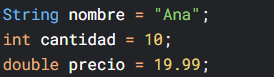 String nombre = "Ana";
int cantidad = 10;
double precio = 19.99;